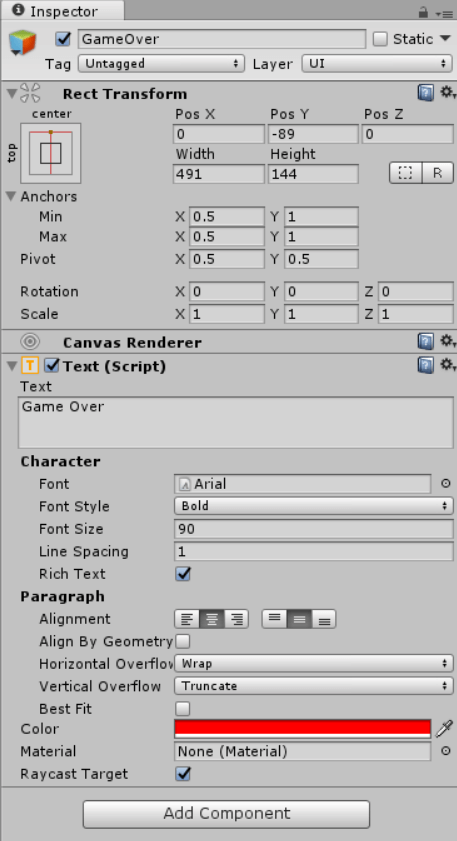 Inspector
GameOver Static
Tag Untagged Layer UI
Rect Transform
center
top
Pos X Pos Y Pos Z
0 -89 0
Width Height
491 144 R
Anchors
Min X 0.5 Y 1
Max X 0.5 Y 1
Pivot X 0.5 Y 0.5
Rotation X 0 Y 0 Z 0
Scale X 1 Y 1 Z 1
Canvas Renderer
T Text (Script)
Text
Game Over
Character
Font Arial
Font Style Bold
Font Size 90
Line Spacing 1
Rich Text
Paragraph
Alignment
Align By Geometry
Horizontal Overflow Wrap
Vertical Overflow Truncate
Best Fit
Color
Material None (Material)
Raycast Target
Add Component